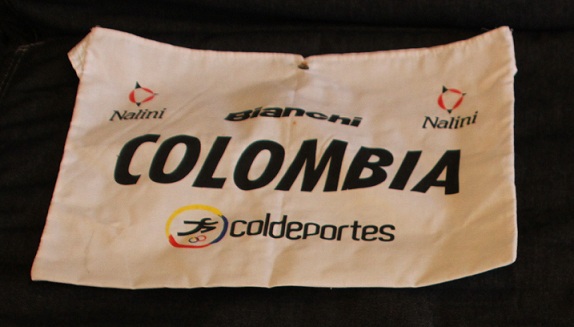 Bianchi
Nalini Nalini
COLOMBIA
coldeportes